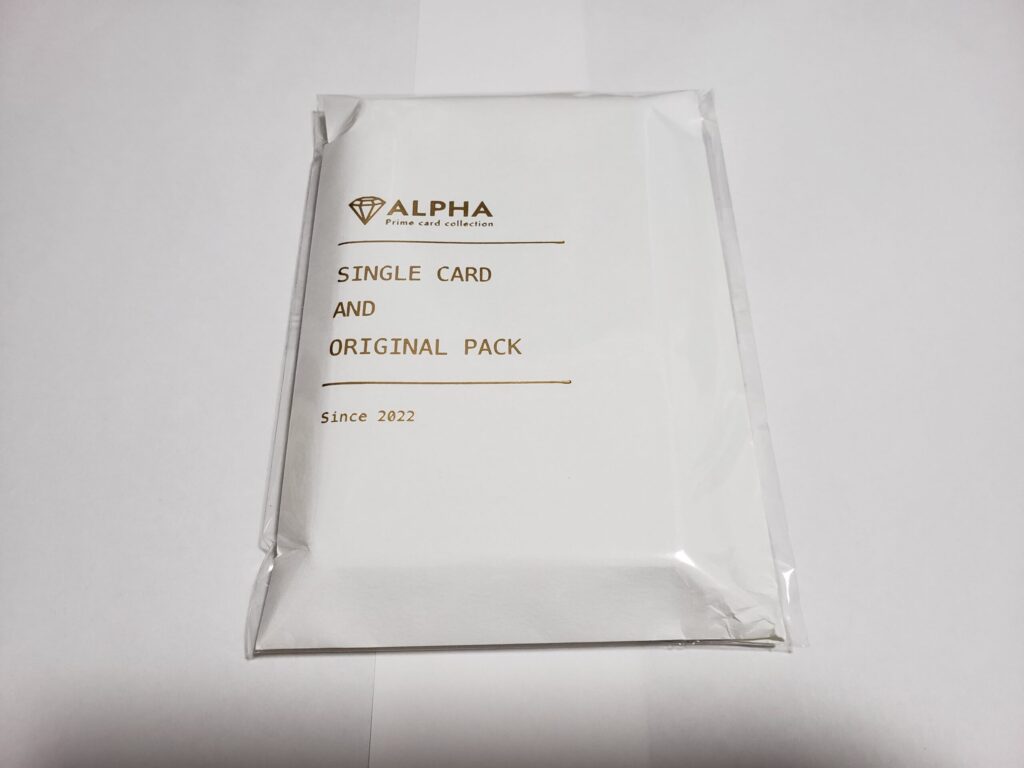 ALPHA
Prime card collection
SINGLE CARD
AND
ORIGINAL PACK
Since 2022